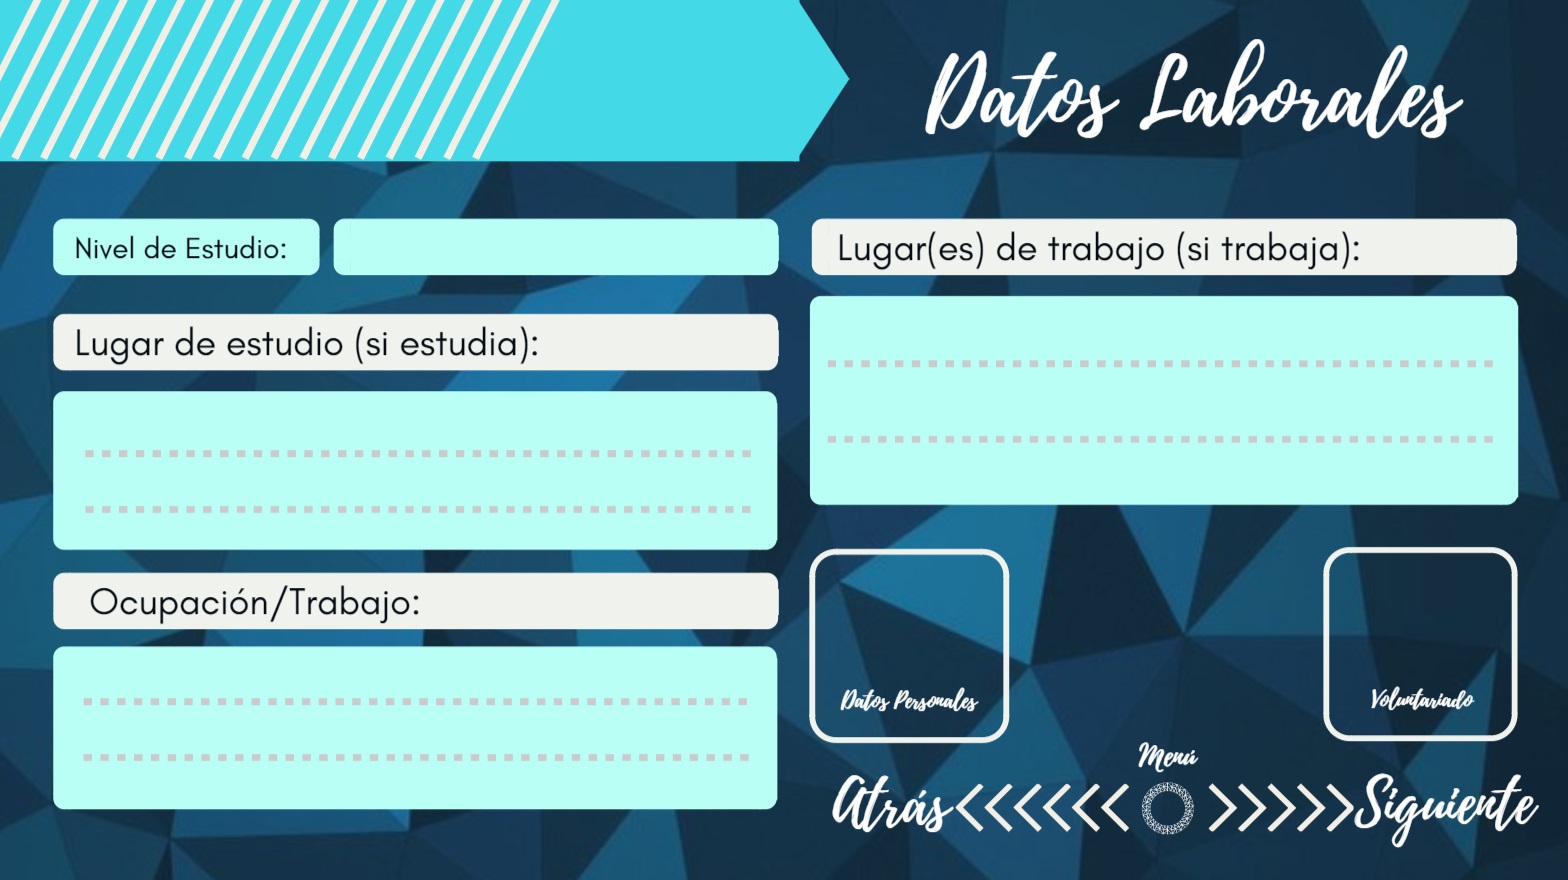 Datos Laborales
Nivel de Estudio:
Lugar de estudio (si estudia):
Ocupación/Trabajo:
Lugar(es) de trabajo (si trabaja):
Datos Personales
Voluntariado
Menú
Atrás
Siguiente